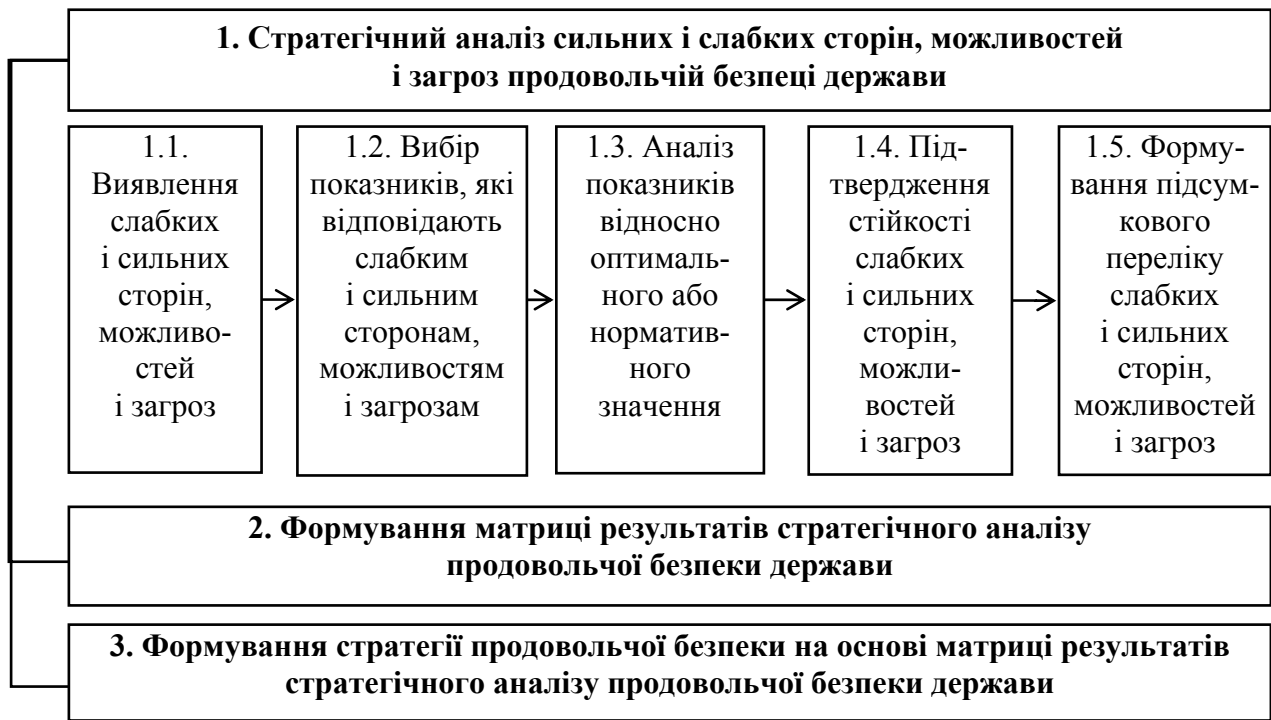 1. Стратегічний аналіз сильних і слабких сторін, можливостей
і загроз продовольчій безпеці держави
1.1.
Виявлення
слабких
і сильних
сторін,
можливо-
стей
і загроз
1.2. Вибір
показників, які
відповідають
слабким
і сильним
сторонам,
можливостям
і загрозам
1.3. Аналіз
показників
відносно
оптималь-
ного або
норматив-
ного
значення
1.4. Під-
твердження
стійкості
слабких
і сильних
сторін,
можли-
востей
і загроз
1.5. Форму-
вання підсум-
кового
переліку
слабких
і сильних
сторін,
можливостей
і загроз
2. Формування матриці результатів стратегічного аналізу
продовольчої безпеки держави
3. Формування стратегії продовольчої безпеки на основі матриці результатів
стратегічного аналізу продовольчої безпеки держави